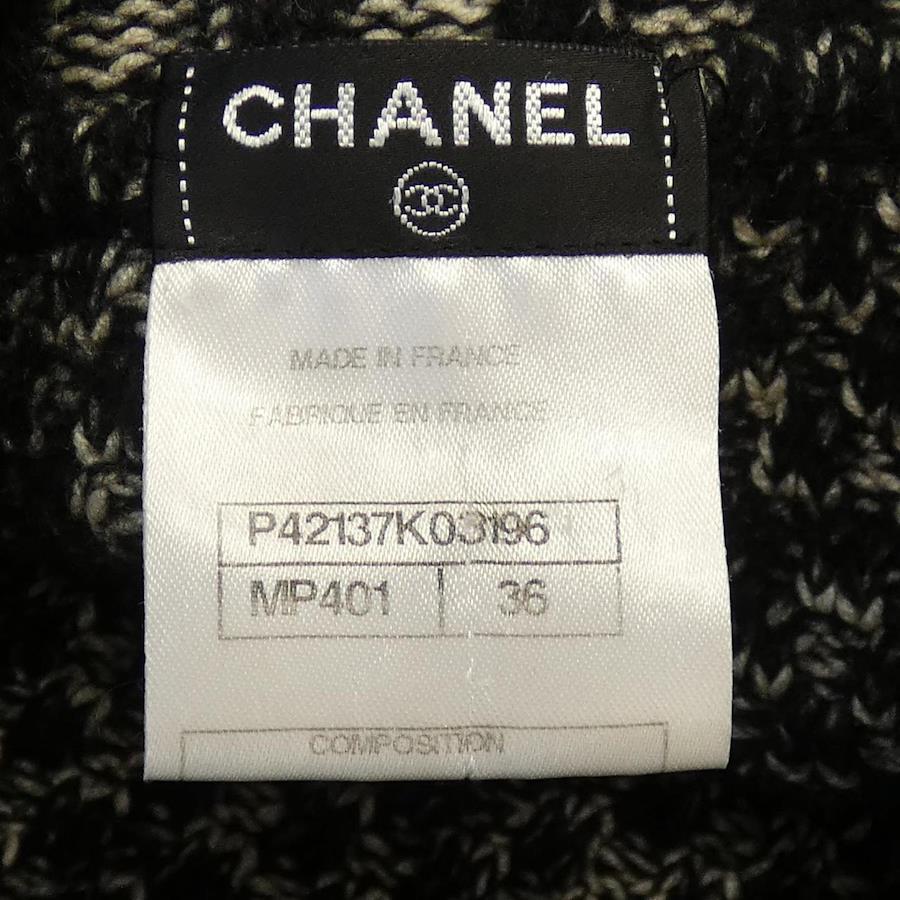 CHANEL
MADE IN FRANCE
FABRIQUE EN FRANCE
P42137K03196
MP401 36
COMPOSITION